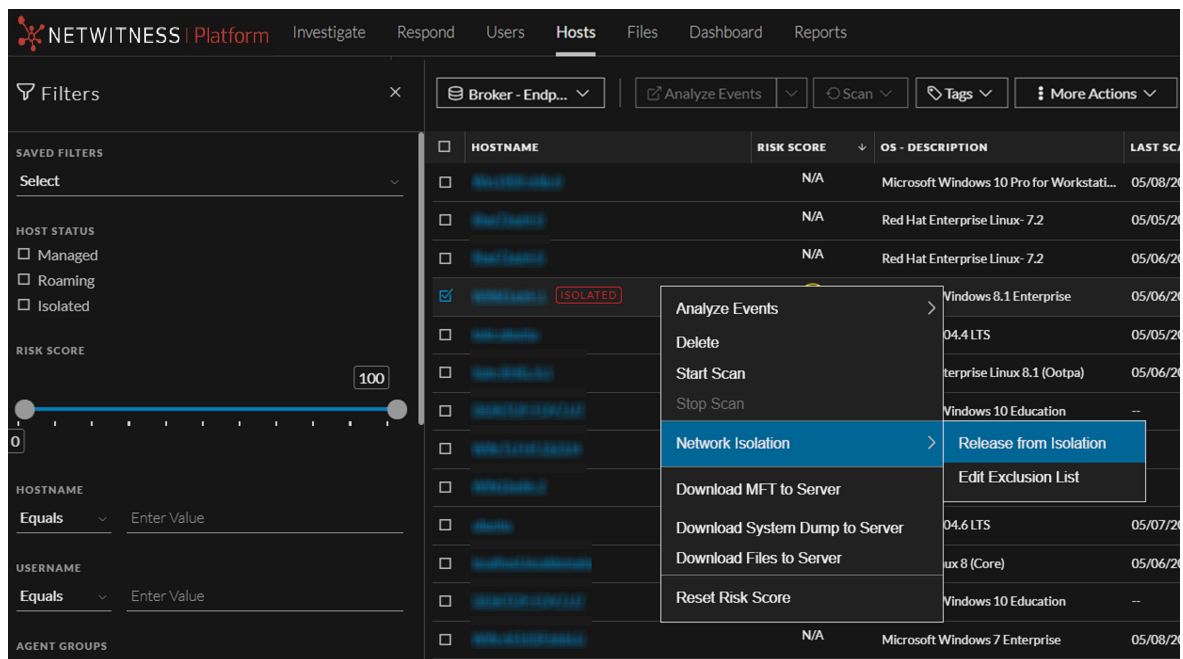 NETWITNESS | Platform Investigate Respond Users Hosts Files Dashboard Reports
Filters
Broker - Endp... Analyze Events Scan Tags More Actions
SAVED FILTERS
Select
HOST STATUS
Managed
Roaming
Isolated
RISK SCORE
100
0
HOSTNAME
Equals Enter Value
USERNAME
Equals Enter Value
AGENT GROUPS
HOSTNAME RISK SCORE OS - DESCRIPTION LAST SCA
N/A Microsoft Windows 10 Pro for Workstati... 05/08/20
N/A Red Hat Enterprise Linux- 7.2 05/05/20
N/A Red Hat Enterprise Linux- 7.2 05/06/20
ISOLATED Windows 8.1 Enterprise 05/06/20
04.4 LTS 05/05/20
terprise Linux 8.1 (Ootpa) 05/06/20
Windows 10 Education --
04.6 LTS 05/07/20
ux 8 (Core) 05/06/20
Windows 10 Education --
N/A Microsoft Windows 7 Enterprise 05/08/20
Analyze Events
Delete
Start Scan
Stop Scan
Network Isolation
Download MFT to Server
Download System Dump to Server
Download Files to Server
Reset Risk Score
Release from Isolation
Edit Exclusion List